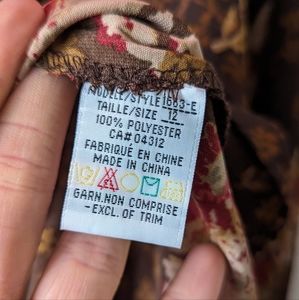 MODELE/STYLE 1663-E
TAILLE/SIZE 12
100% POLYESTER
CA# 04312
FABRIQUÉ EN CHINE
MADE IN CHINA
GARN.NON COMPRISE
-EXCL. OF TRIM